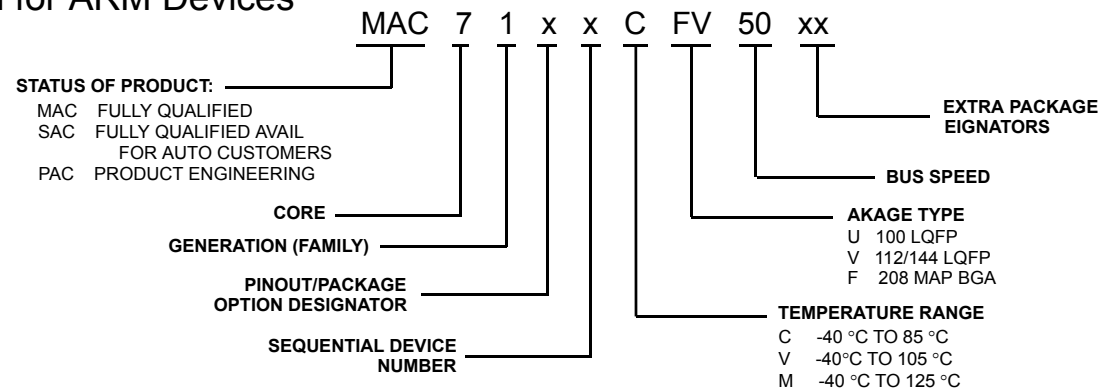 for ARM Devices
MAC 7 1 x x C FV 50 xx
STATUS OF PRODUCT:
MAC FULLY QUALIFIED
SAC FULLY QUALIFIED AVAIL
FOR AUTO CUSTOMERS
PAC PRODUCT ENGINEERING
CORE
GENERATION (FAMILY)
PINOUT/PACKAGE
OPTION DESIGNATOR
SEQUENTIAL DEVICE
NUMBER
EXTRA PACKAGE
EIGNATORS
BUS SPEED
AKAGE TYPE
U 100 LQFP
V 112/144 LQFP
F 208 MAP BGA
TEMPERATURE RANGE
C -40 °C TO 85 °C
V -40°C TO 105 °C
M -40 °C TO 125 °C